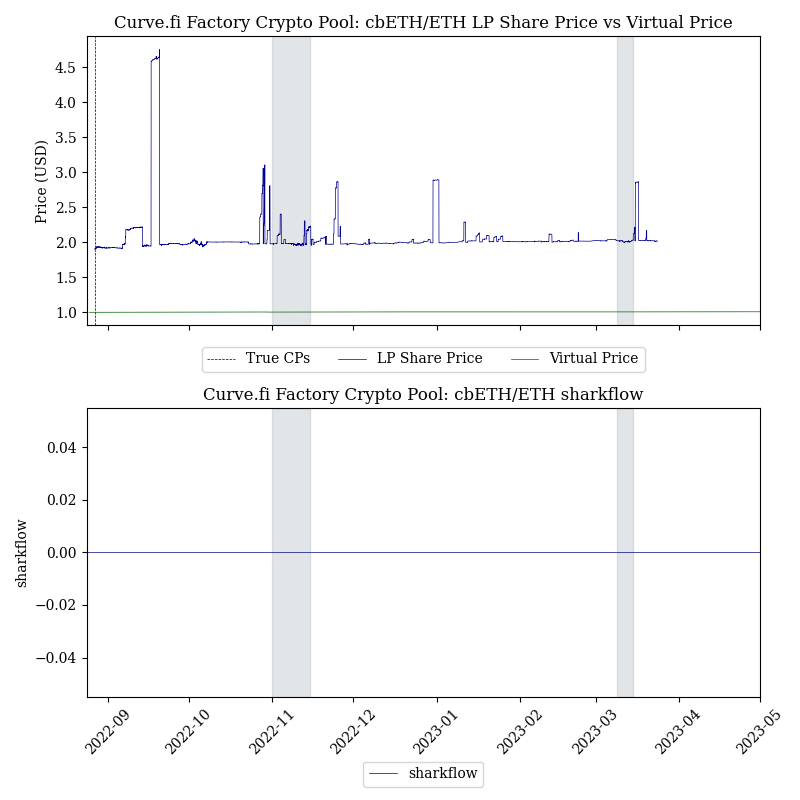 Curve.fi Factory Crypto Pool: cbETH/ETH LP Share Price vs Virtual Price
Price (USD)
4.5
4.0
3.5
3.0
2.5
2.0
1.5
1.0
True CPs LP Share Price Virtual Price
Curve.fi Factory Crypto Pool: cbETH/ETH sharkflow
sharkflow
0.04
0.02
0.00
−0.02
−0.04
2022-09 2022-10 2022-11 2022-12 2023-01 2023-02 2023-03 2023-04 2023-05
sharkflow